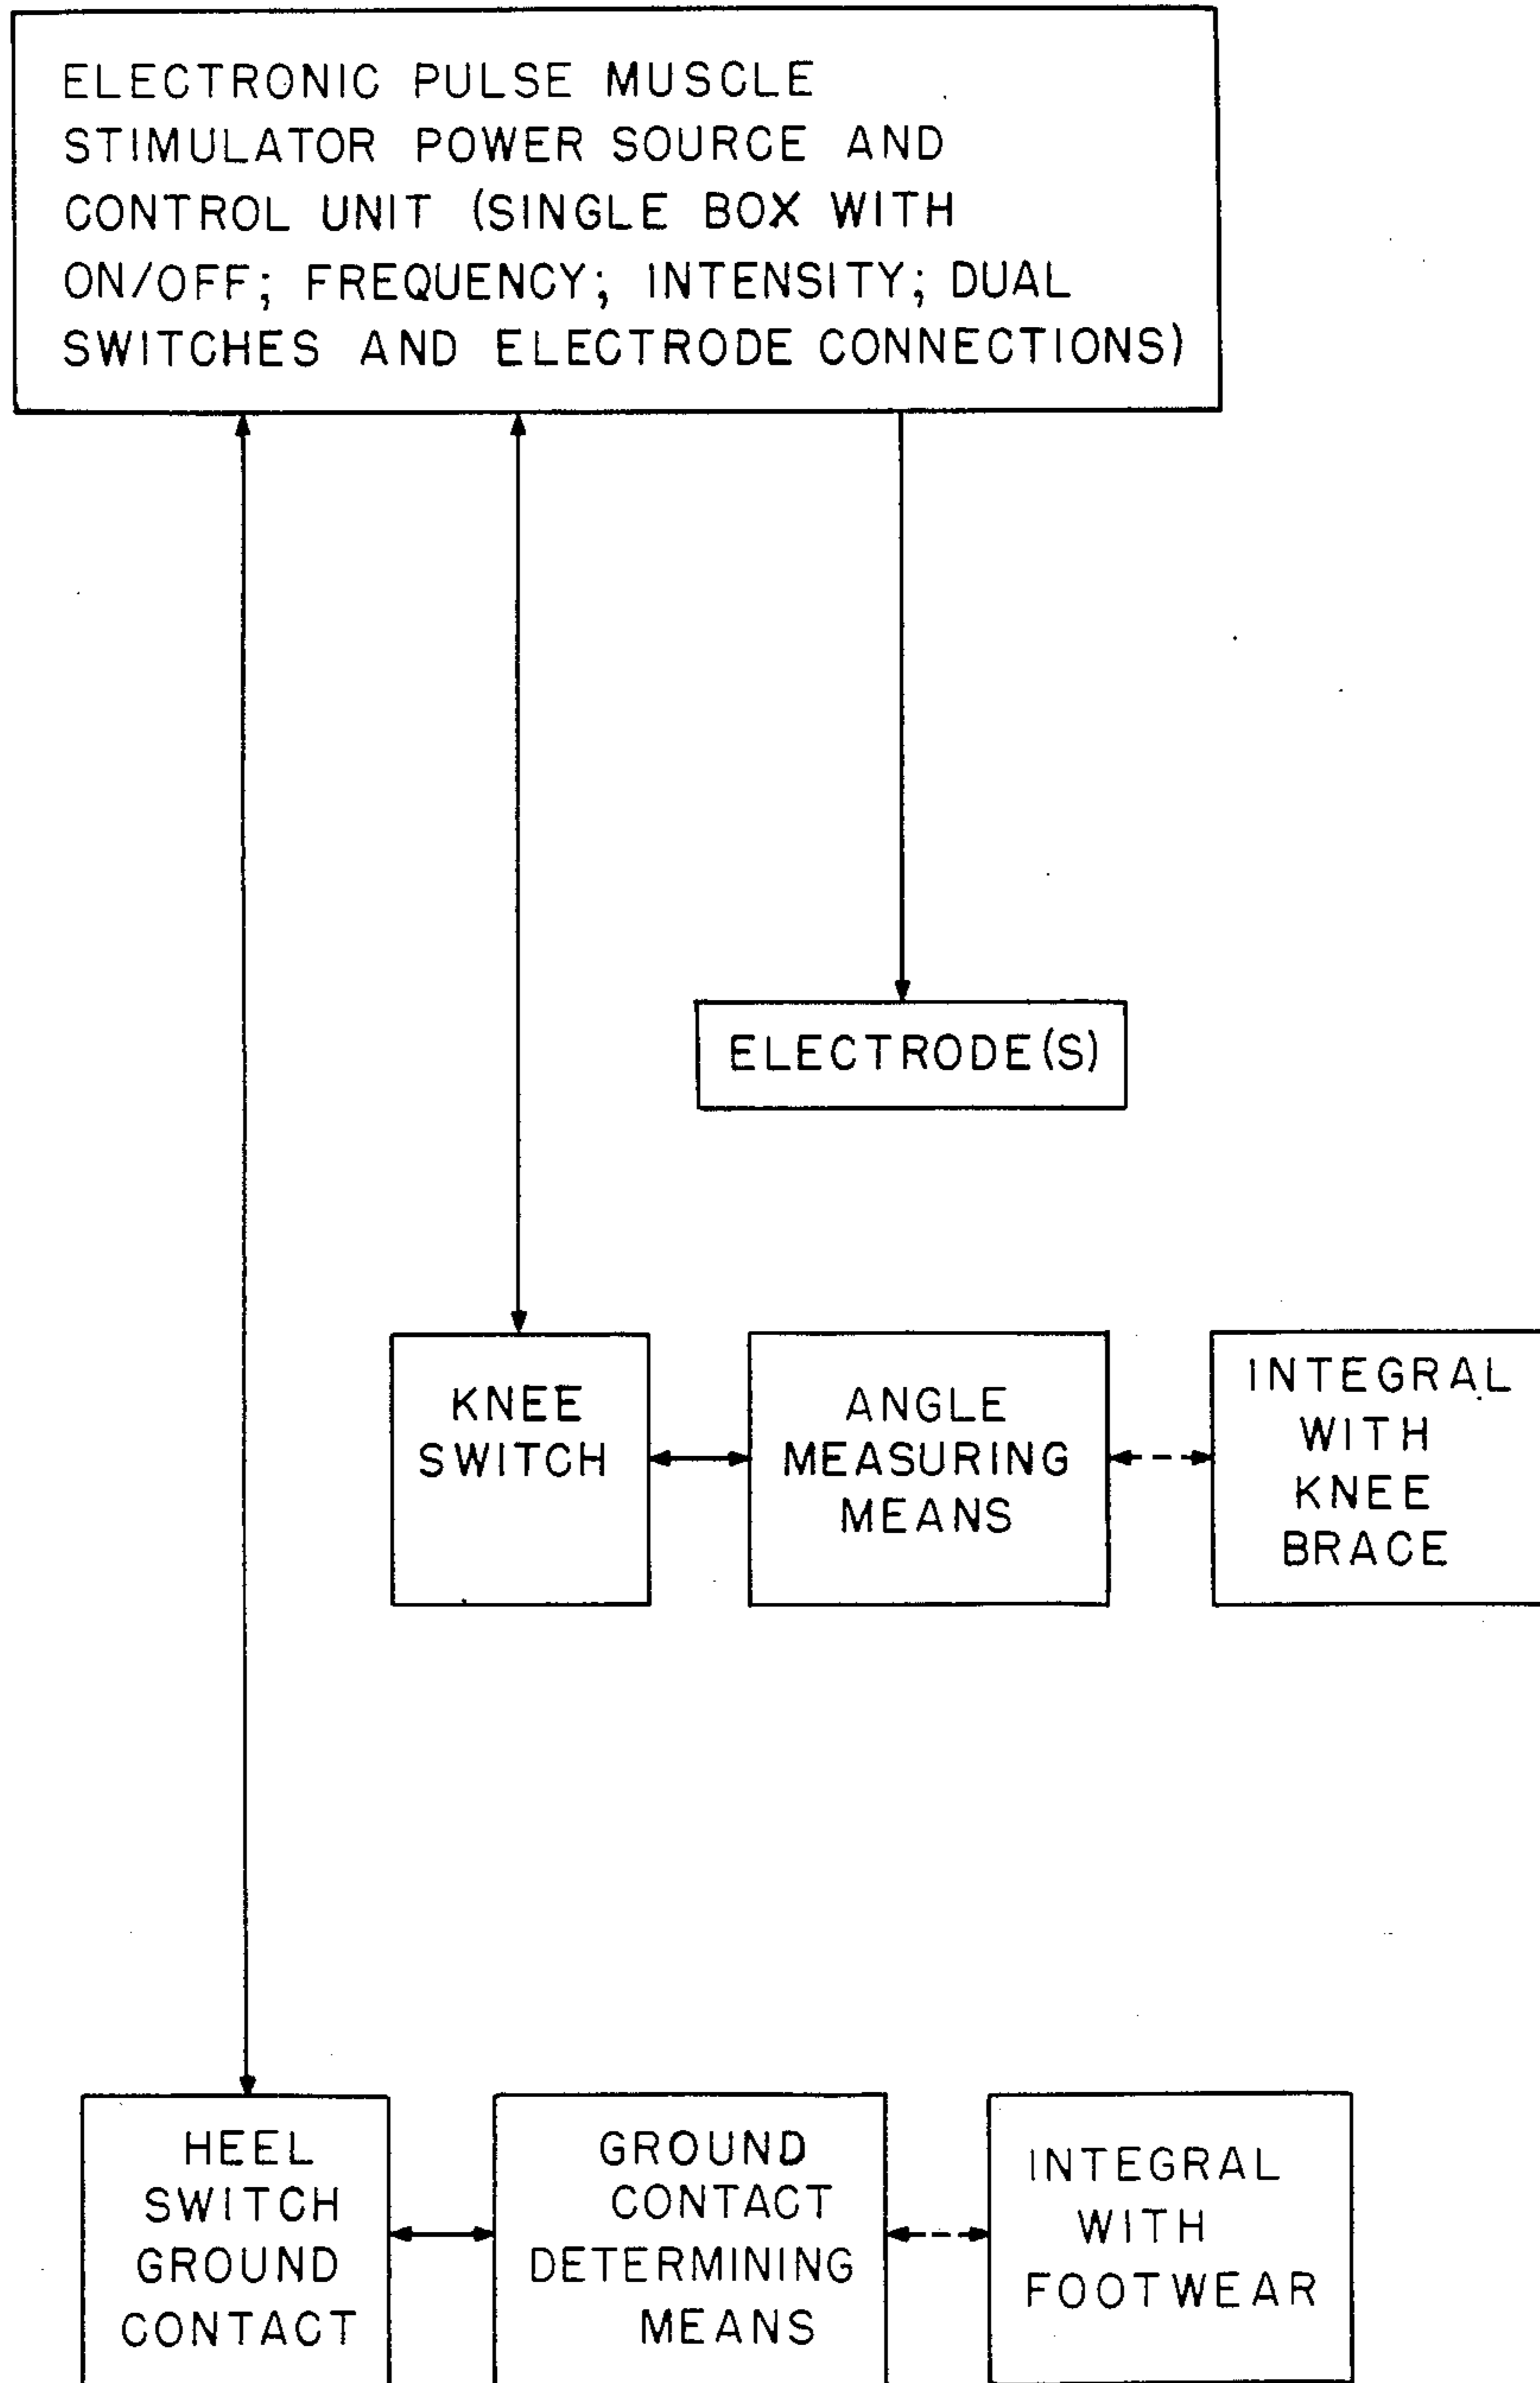 ELECTRONIC PULSE MUSCLE
STIMULATOR POWER SOURCE AND
CONTROL UNIT (SINGLE BOX WITH
ON/OFF; FREQUENCY; INTENSITY; DUAL
SWITCHES AND ELECTRODE CONNECTIONS)
ELECTRODE(S)
KNEE
SWITCH
ANGLE
MEASURING
MEANS
INTEGRAL
WITH
KNEE
BRACE
HEEL
SWITCH
GROUND
CONTACT
GROUND
CONTACT
DETERMINING
MEANS
INTEGRAL
WITH
FOOTWEAR